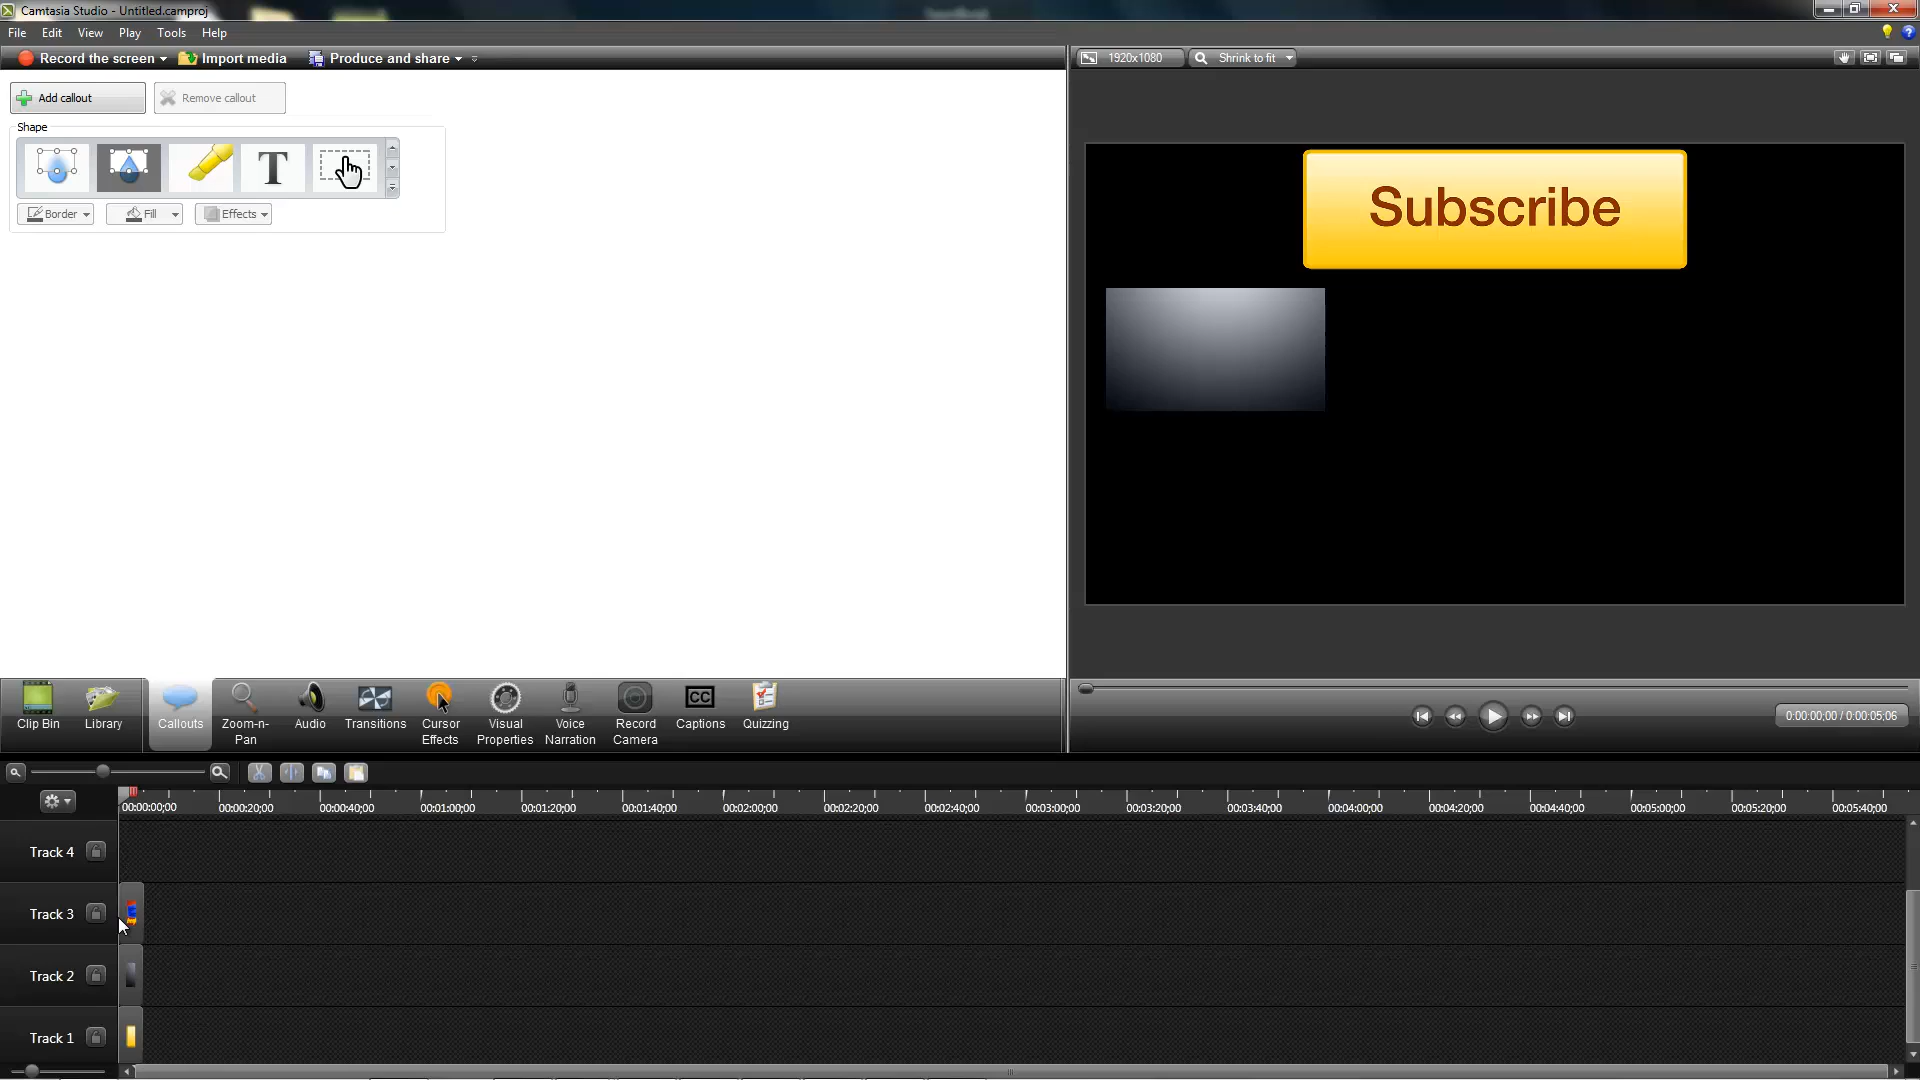 Camtasia Studio - Untitled.camproj
File Edit View Play Tools Help
Record the screen Import media Produce and share
1920x1080 Shrink to fit
Add callout Remove callout
Shape
T
Border Fill Effects
Subscribe
Clip Bin
Library
Callouts
Zoom-n-
Pan
Audio
Transitions
Cursor
Effects
Visual
Properties
Voice
Narration
Record
Camera
CC
Captions
Quizzing
0:00:00;00 / 0:00:05;06
00:00:00;00 00:00:20;00 00:00:40;00 00:01:00;00 00:01:20;00 00:01:40;00 00:02:00;00 00:02:20;00 00:02:40;00 00:03:00;00 00:03:20;00 00:03:40;00 00:04:00;00 00:04:20;00 00:04:40;00 00:05:00;00 00:05:20;00 00:05:40;00
Track 4
Track 3
Track 2
Track 1